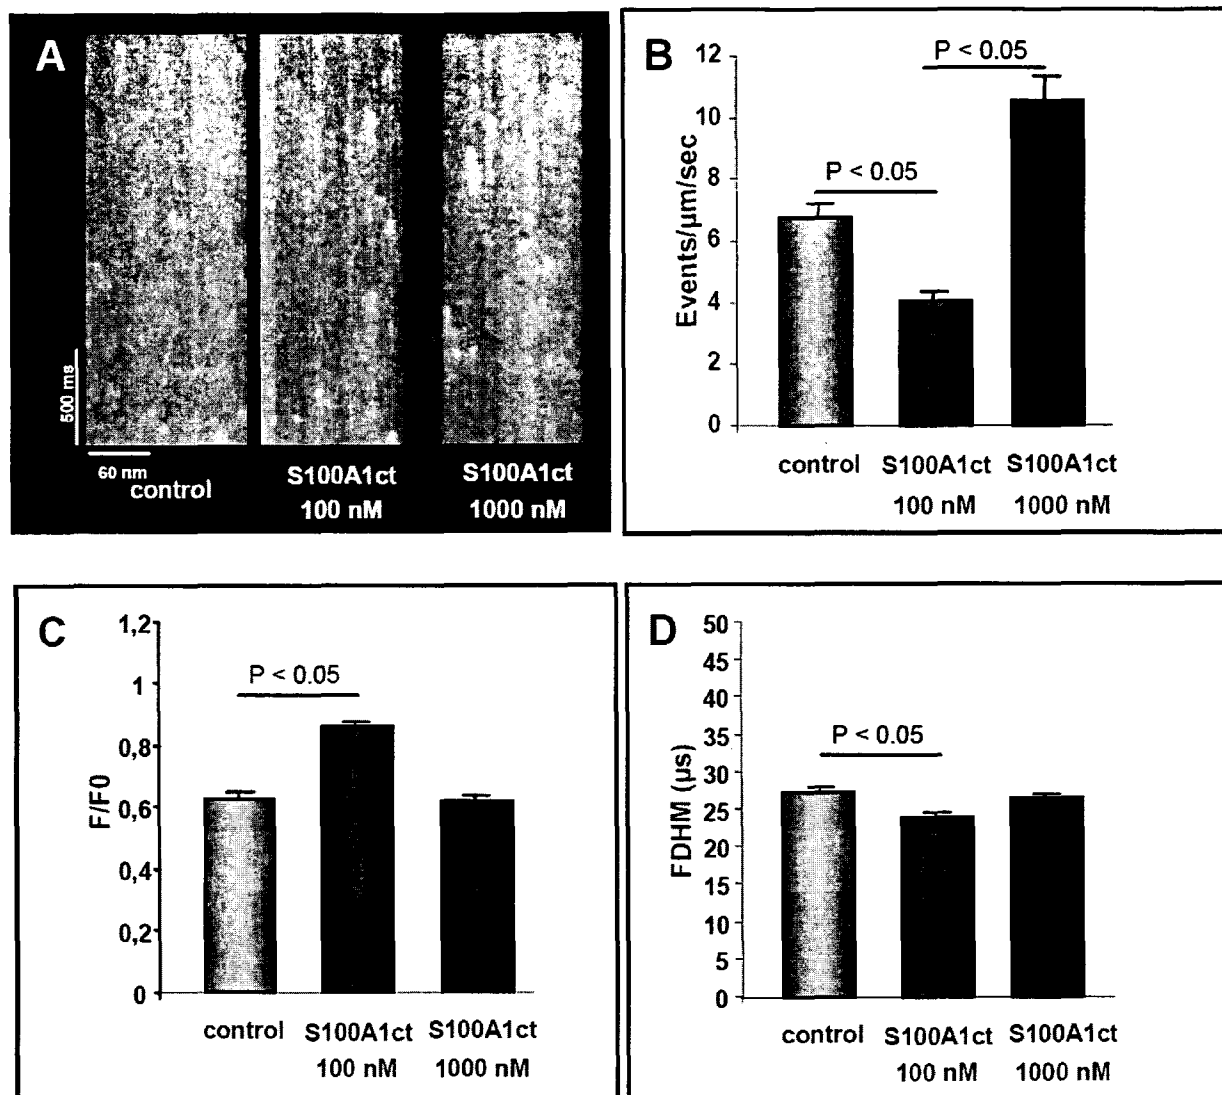 A
500 ms
60 nm
control
S100A1ct
100 nM
S100A1ct
1000 nM
B
Events/µm/sec
12
10
8
6
4
2
0
P < 0.05
P < 0.05
control
S100A1ct
100 nM
S100A1ct
1000 nM
C
F/F0
1,2
1
0,8
0,6
0,4
0,2
0
P < 0.05
control
S100A1ct
100 nM
S100A1ct
1000 nM
D
FDHM (µs)
50
45
40
35
30
25
20
15
10
5
0
P < 0.05
control
S100A1ct
100 nM
S100A1ct
1000 nM